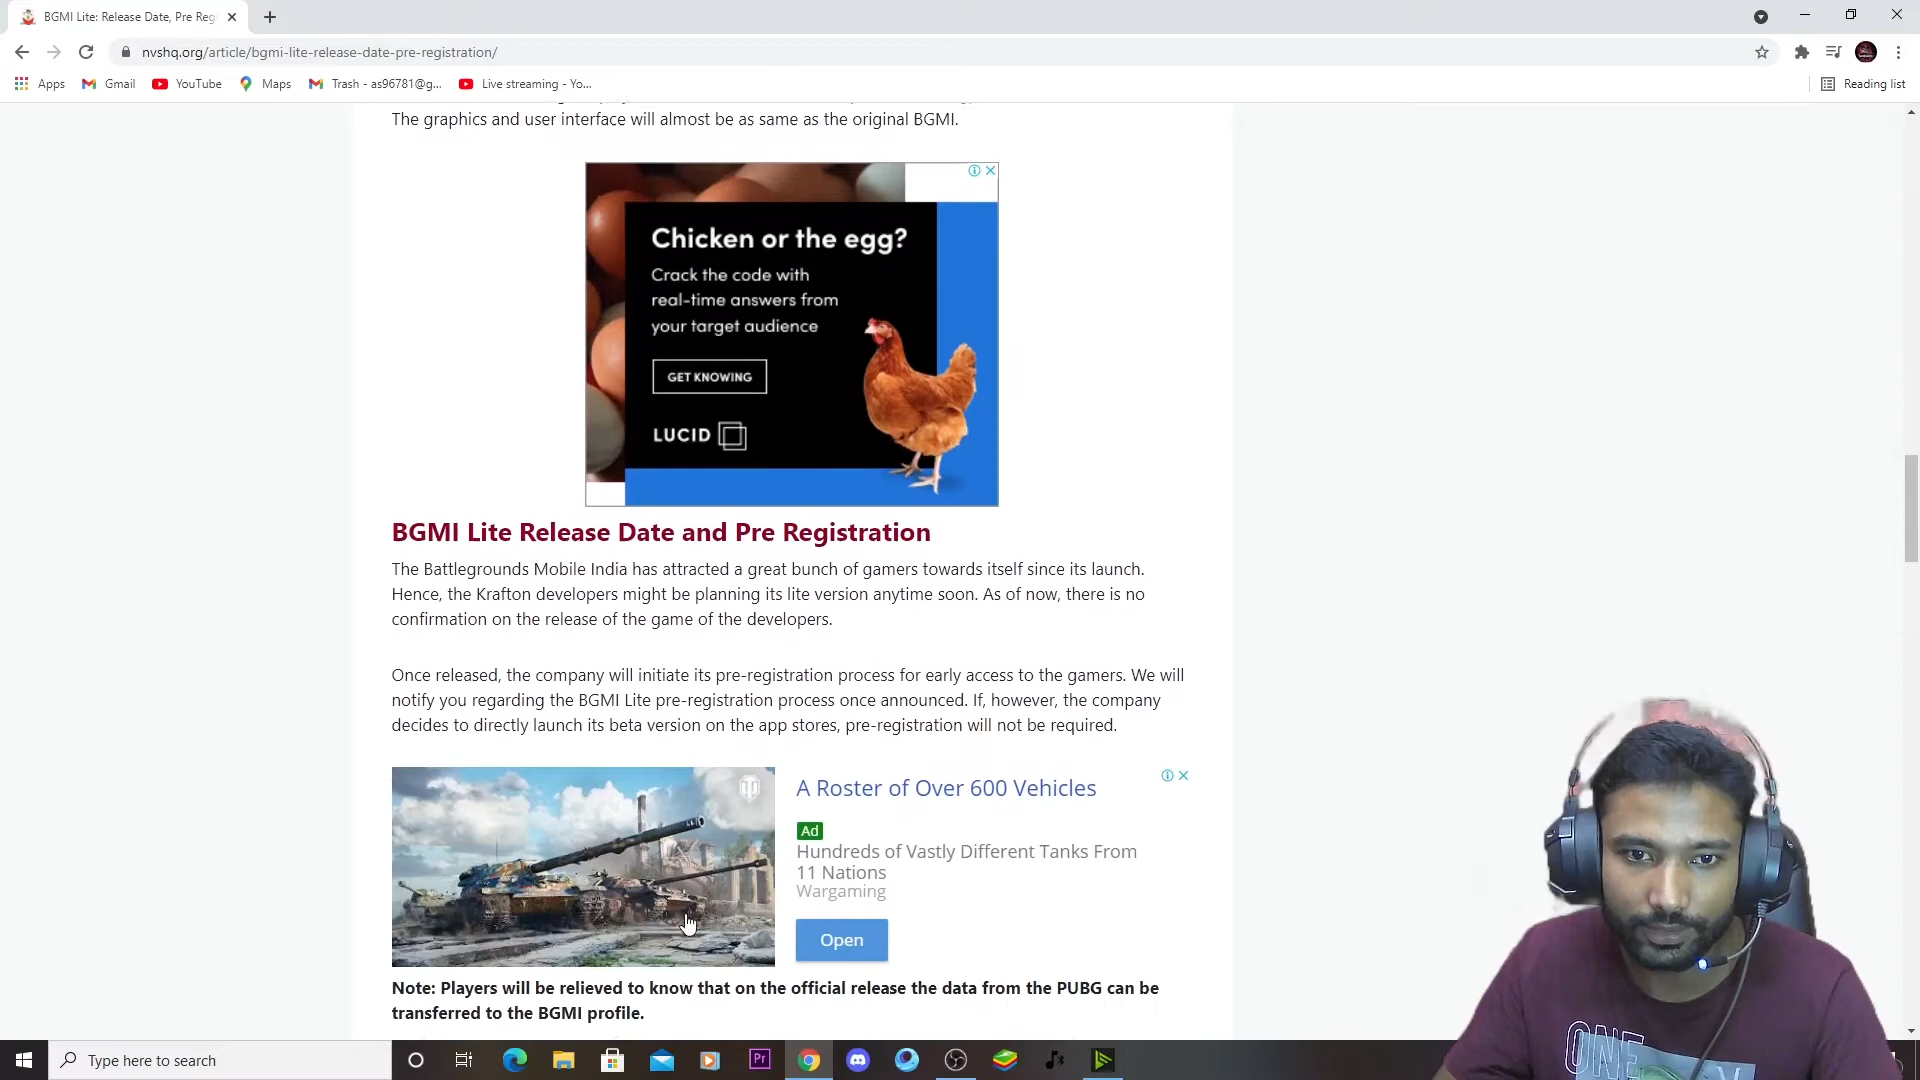 BGMI Lite: Release Date, Pre Reg
nvshq.org/article/bgmi-lite-release-date-pre-registration/
Apps Gmail YouTube Maps Trash - as96781@g... Live streaming - Yo... Reading list
The graphics and user interface will almost be as same as the original BGMI.
Chicken or the egg?
Crack the code with
real-time answers from
your target audience
GET KNOWING
LUCID
BGMI Lite Release Date and Pre Registration
The Battlegrounds Mobile India has attracted a great bunch of gamers towards itself since its launch.
Hence, the Krafton developers might be planning its lite version anytime soon. As of now, there is no
confirmation on the release of the game of the developers.
Once released, the company will initiate its pre-registration process for early access to the gamers. We will
notify you regarding the BGMI Lite pre-registration process once announced. If, however, the company
decides to directly launch its beta version on the app stores, pre-registration will not be required.
A Roster of Over 600 Vehicles
Ad
Hundreds of Vastly Different Tanks From
11 Nations
Wargaming
Open
Note: Players will be relieved to know that on the official release the data from the PUBG can be
transferred to the BGMI profile.
ONE
Type here to search
Pr